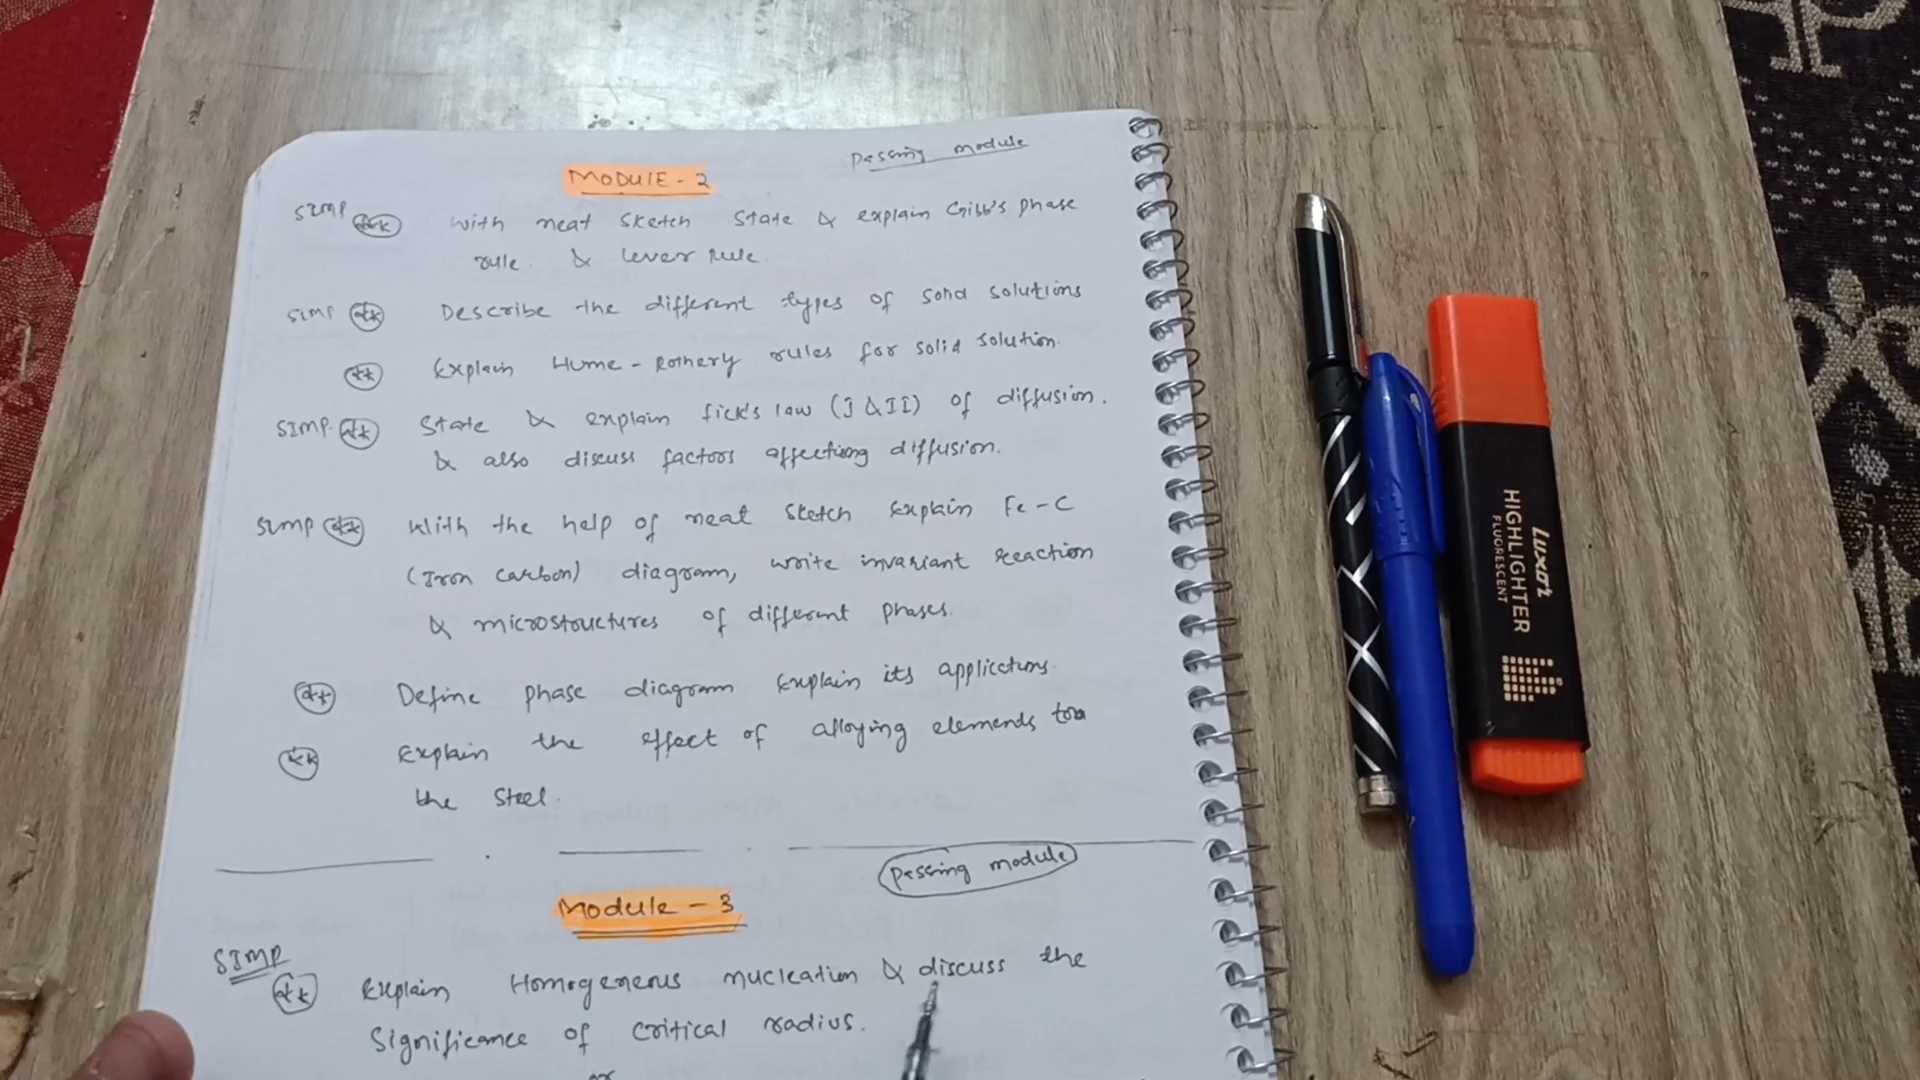 Passing module
MODULE - 2
SIMP ** With neat sketch State & explain Gibb's phase
rule & lever rule.
SIMP ** Describe the different types of solid solutions
** Explain Hume - Rothery rules for solid solution.
SIMP. ** State & explain fick's law (I & II) of diffusion.
& also discuss factors affecting diffusion.
SIMP ** With the help of neat sketch explain Fe - C
(Iron carbon) diagram, write invariant reaction
& microstructures of different phases.
** Define phase diagram explain its applications.
** Explain the effect of alloying elements to
the steel.
Passing module
Module - 3
SIMP
** Explain Homogeneous nucleation & discuss the
Significance of critical radius.
or
Luxor
HIGHLIGHTER
FLUORESCENT